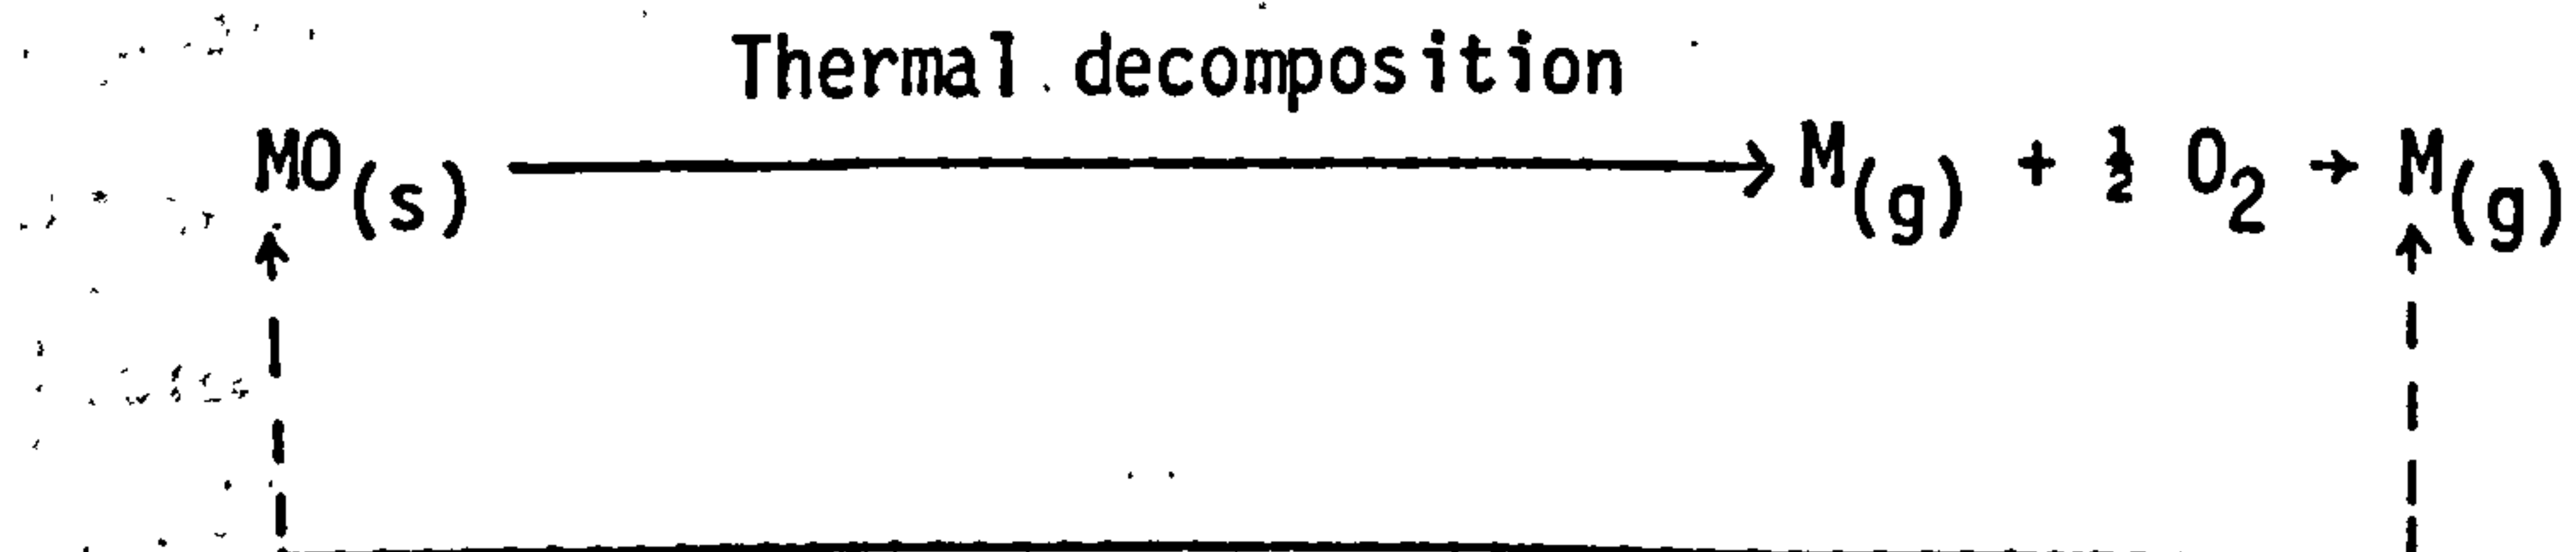 Thermal decomposition
MO(s) ⟶ M(g) + ½ O₂ → M(g)